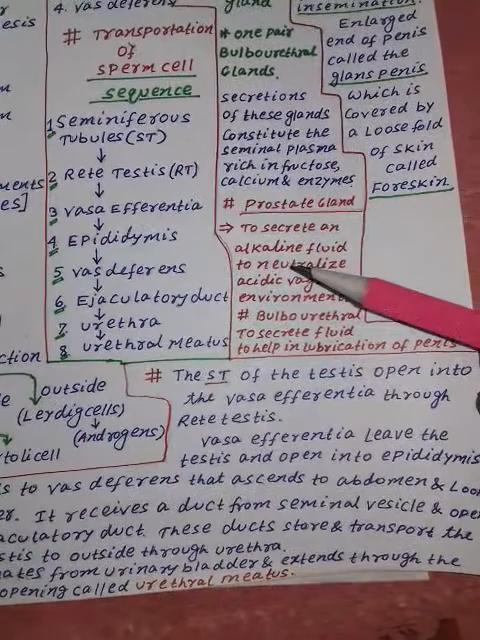 4. vas deferens
# Transportation
Of
sperm cell
sequence
1 Seminiferous
Tubules (ST)
2 Rete Testis (RT)
3 Vasa Efferentia
4 Epididymis
5 vas deferens
6 Ejaculatory duct
7 urethra
8 urethral meatus
gland
* one pair
Bulbourethral
Glands.
secretions
of these glands
constitute the
seminal plasma
rich in fructose,
calcium & enzymes
# Prostate Gland
⇒ To secrete an
alkaline fluid
to neutralize
acidic
environment
# Bulbourethral
To secrete fluid
to help in lubrication of penis
insemination.
Enlarged
end of penis
called the
glans penis
which is
covered by
a Loose fold
of skin
called
Foreskin.
es]
outside
(Leydig cells)
(Androgens)
# The ST of the testis open into
the vasa efferentia through
Rete testis.
vasa efferentia Leave the
testis and open into epididymis
to vas deferens that ascends to abdomen &
It receives a duct from seminal vesicle &
duct. These ducts store & transport the
to outside through urethra.
from urinary bladder & extends through the
opening called urethral meatus.